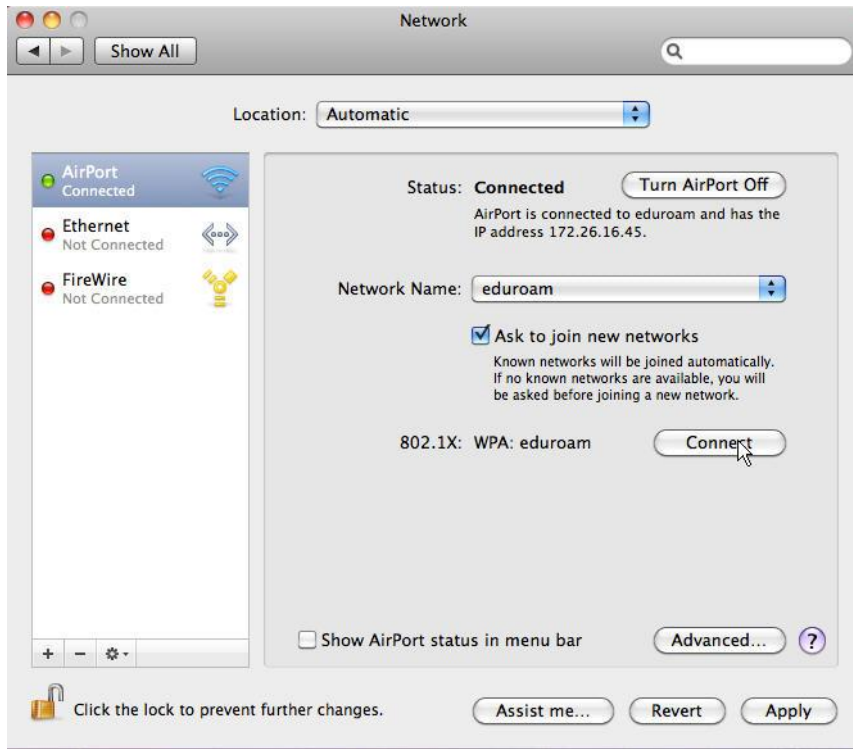 Network
Show All
Location: Automatic
AirPort
Connected
Ethernet
Not Connected
FireWire
Not Connected
Status: Connected Turn AirPort Off
AirPort is connected to eduroam and has the
IP address 172.26.16.45.
Network Name: eduroam
Ask to join new networks
Known networks will be joined automatically.
If no known networks are available, you will
be asked before joining a new network.
802.1X: WPA: eduroam Connect
Show AirPort status in menu bar Advanced... ?
Click the lock to prevent further changes. Assist me... Revert Apply